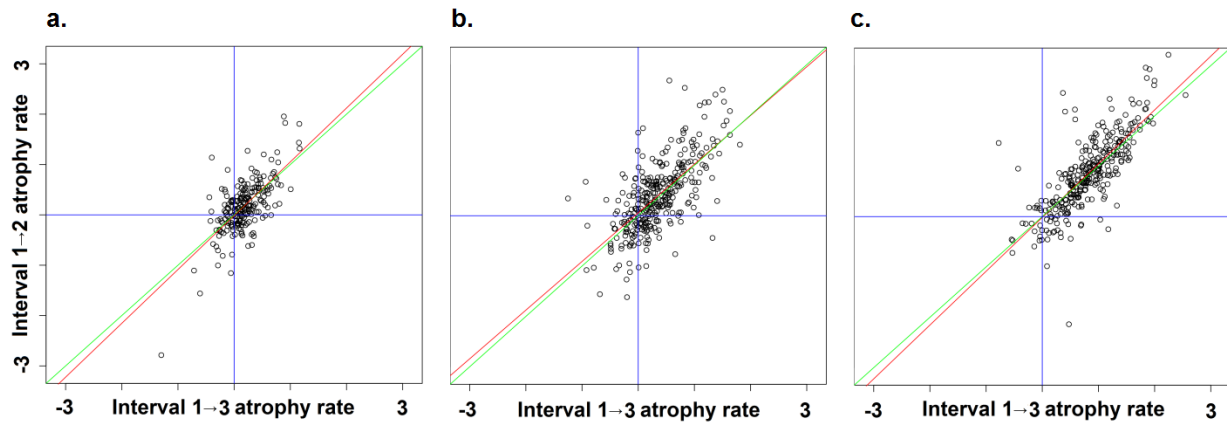 a.
b.
c.
3
Interval 1→2 atrophy rate
-3
-3 Interval 1→3 atrophy rate 3
-3 Interval 1→3 atrophy rate 3
-3 Interval 1→3 atrophy rate 3